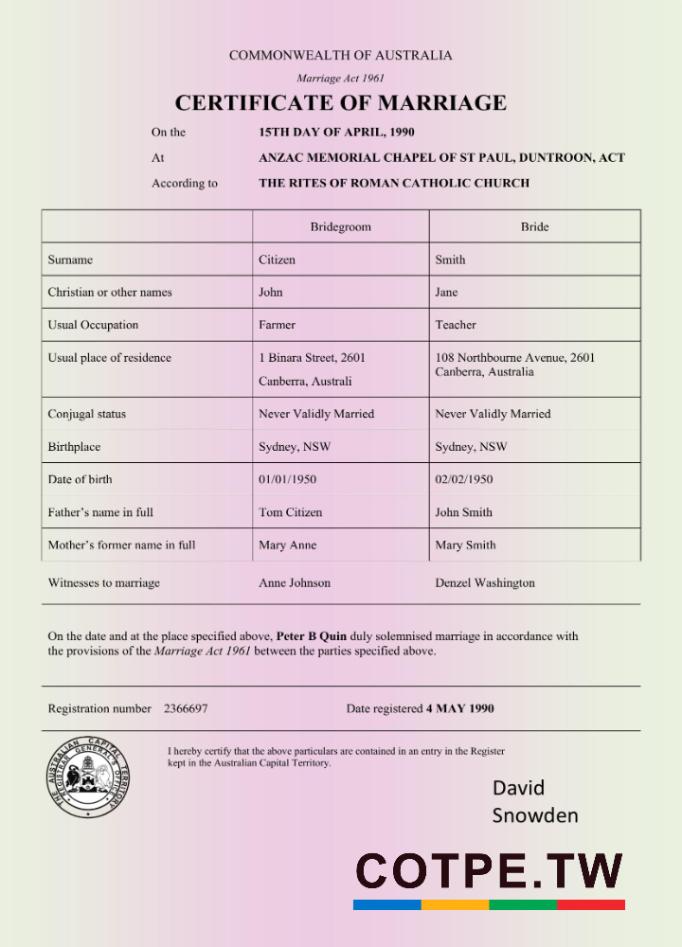 COMMONWEALTH OF AUSTRALIA
Marriage Act 1961
CERTIFICATE OF MARRIAGE
On the 15TH DAY OF APRIL, 1990
At ANZAC MEMORIAL CHAPEL OF ST PAUL, DUNTROON, ACT
According to THE RITES OF ROMAN CATHOLIC CHURCH
Bridegroom Bride
Surname Citizen Smith
Christian or other names John Jane
Usual Occupation Farmer Teacher
Usual place of residence 1 Binara Street, 2601 108 Northbourne Avenue, 2601
Canberra, Australi Canberra, Australia
Conjugal status Never Validly Married Never Validly Married
Birthplace Sydney, NSW Sydney, NSW
Date of birth 01/01/1950 02/02/1950
Father's name in full Tom Citizen John Smith
Mother's former name in full Mary Anne Mary Smith
Witnesses to marriage Anne Johnson Denzel Washington
On the date and at the place specified above, Peter B Quin duly solemnised marriage in accordance with
the provisions of the Marriage Act 1961 between the parties specified above.
Registration number 2366697 Date registered 4 MAY 1990
AUSTRALIAN CAPITAL TERRITORY
THE REGISTRAR GENERAL'S OFFICE
I hereby certify that the above particulars are contained in an entry in the Register
kept in the Australian Capital Territory.
David
Snowden
COTPE.TW